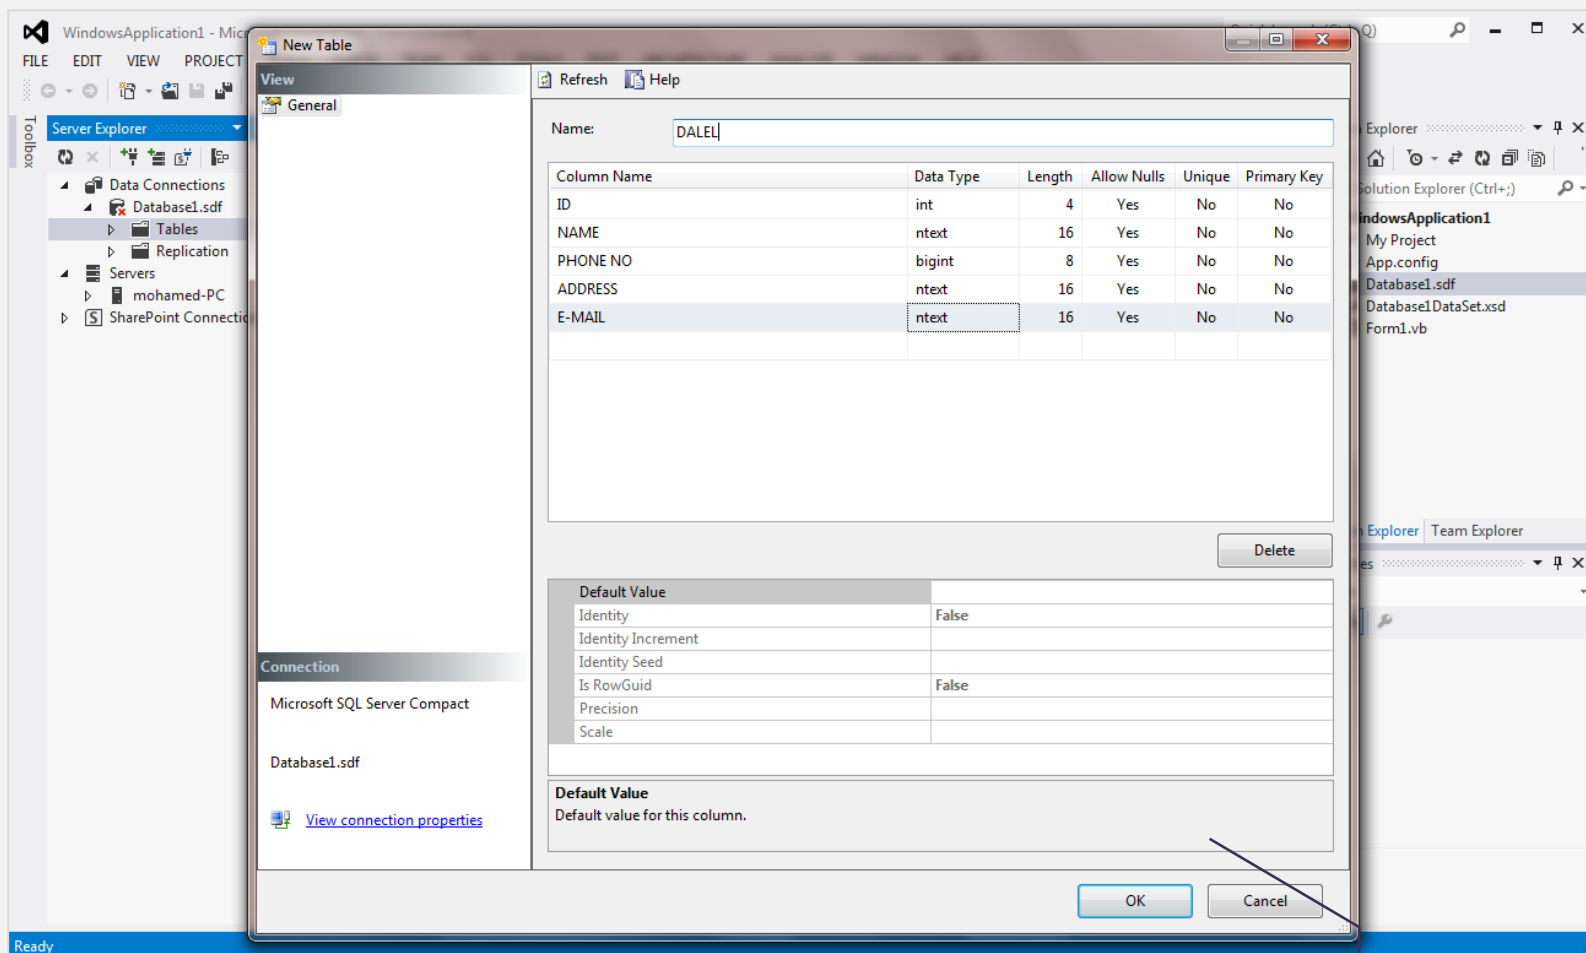 WindowsApplication1 - Micr
FILE EDIT VIEW PROJECT
Toolbox
Server Explorer
Data Connections
Database1.sdf
Tables
Replication
Servers
mohamed-PC
SharePoint Connectic
Ready
New Table
View
General
Connection
Microsoft SQL Server Compact
Database1.sdf
View connection properties
Refresh Help
Name: DALEL
Column Name Data Type Length Allow Nulls Unique Primary Key
ID int 4 Yes No No
NAME ntext 16 Yes No No
PHONE NO bigint 8 Yes No No
ADDRESS ntext 16 Yes No No
E-MAIL ntext 16 Yes No No
Delete
Default Value
Identity False
Identity Increment
Identity Seed
Is RowGuid False
Precision
Scale
Default Value
Default value for this column.
OK Cancel
Q)
Explorer
Solution Explorer (Ctrl+;)
indowsApplication1
My Project
App.config
Database1.sdf
Database1DataSet.xsd
Form1.vb
Explorer Team Explorer
es